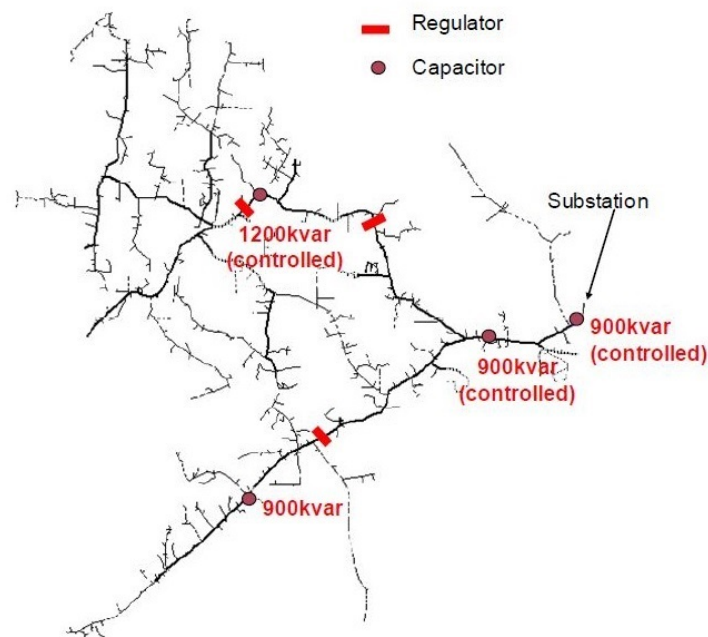 Regulator
Capacitor
Substation
1200kvar
(controlled)
900kvar
(controlled)
900kvar
(controlled)
900kvar